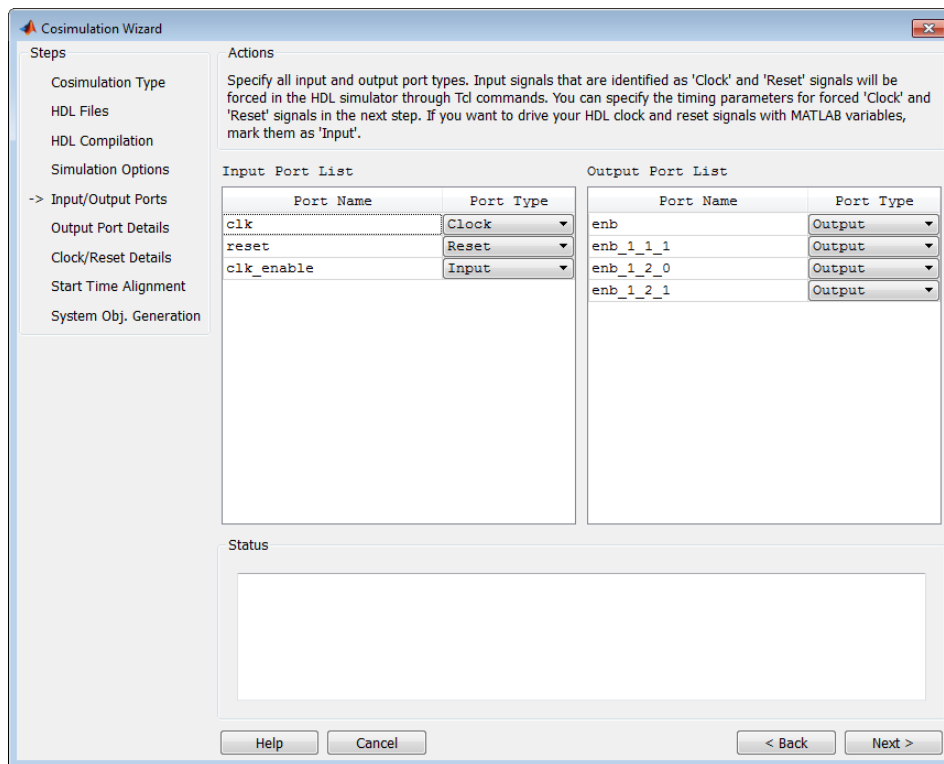 Cosimulation Wizard
Steps
Cosimulation Type
HDL Files
HDL Compilation
Simulation Options
-> Input/Output Ports
Output Port Details
Clock/Reset Details
Start Time Alignment
System Obj. Generation
Actions
Specify all input and output port types. Input signals that are identified as 'Clock' and 'Reset' signals will be
forced in the HDL simulator through Tcl commands. You can specify the timing parameters for forced 'Clock' and
'Reset' signals in the next step. If you want to drive your HDL clock and reset signals with MATLAB variables,
mark them as 'Input'.
Input Port List
Port Name Port Type
clk Clock
reset Reset
clk_enable Input
Output Port List
Port Name Port Type
enb Output
enb_1_1_1 Output
enb_1_2_0 Output
enb_1_2_1 Output
Status
Help Cancel < Back Next >